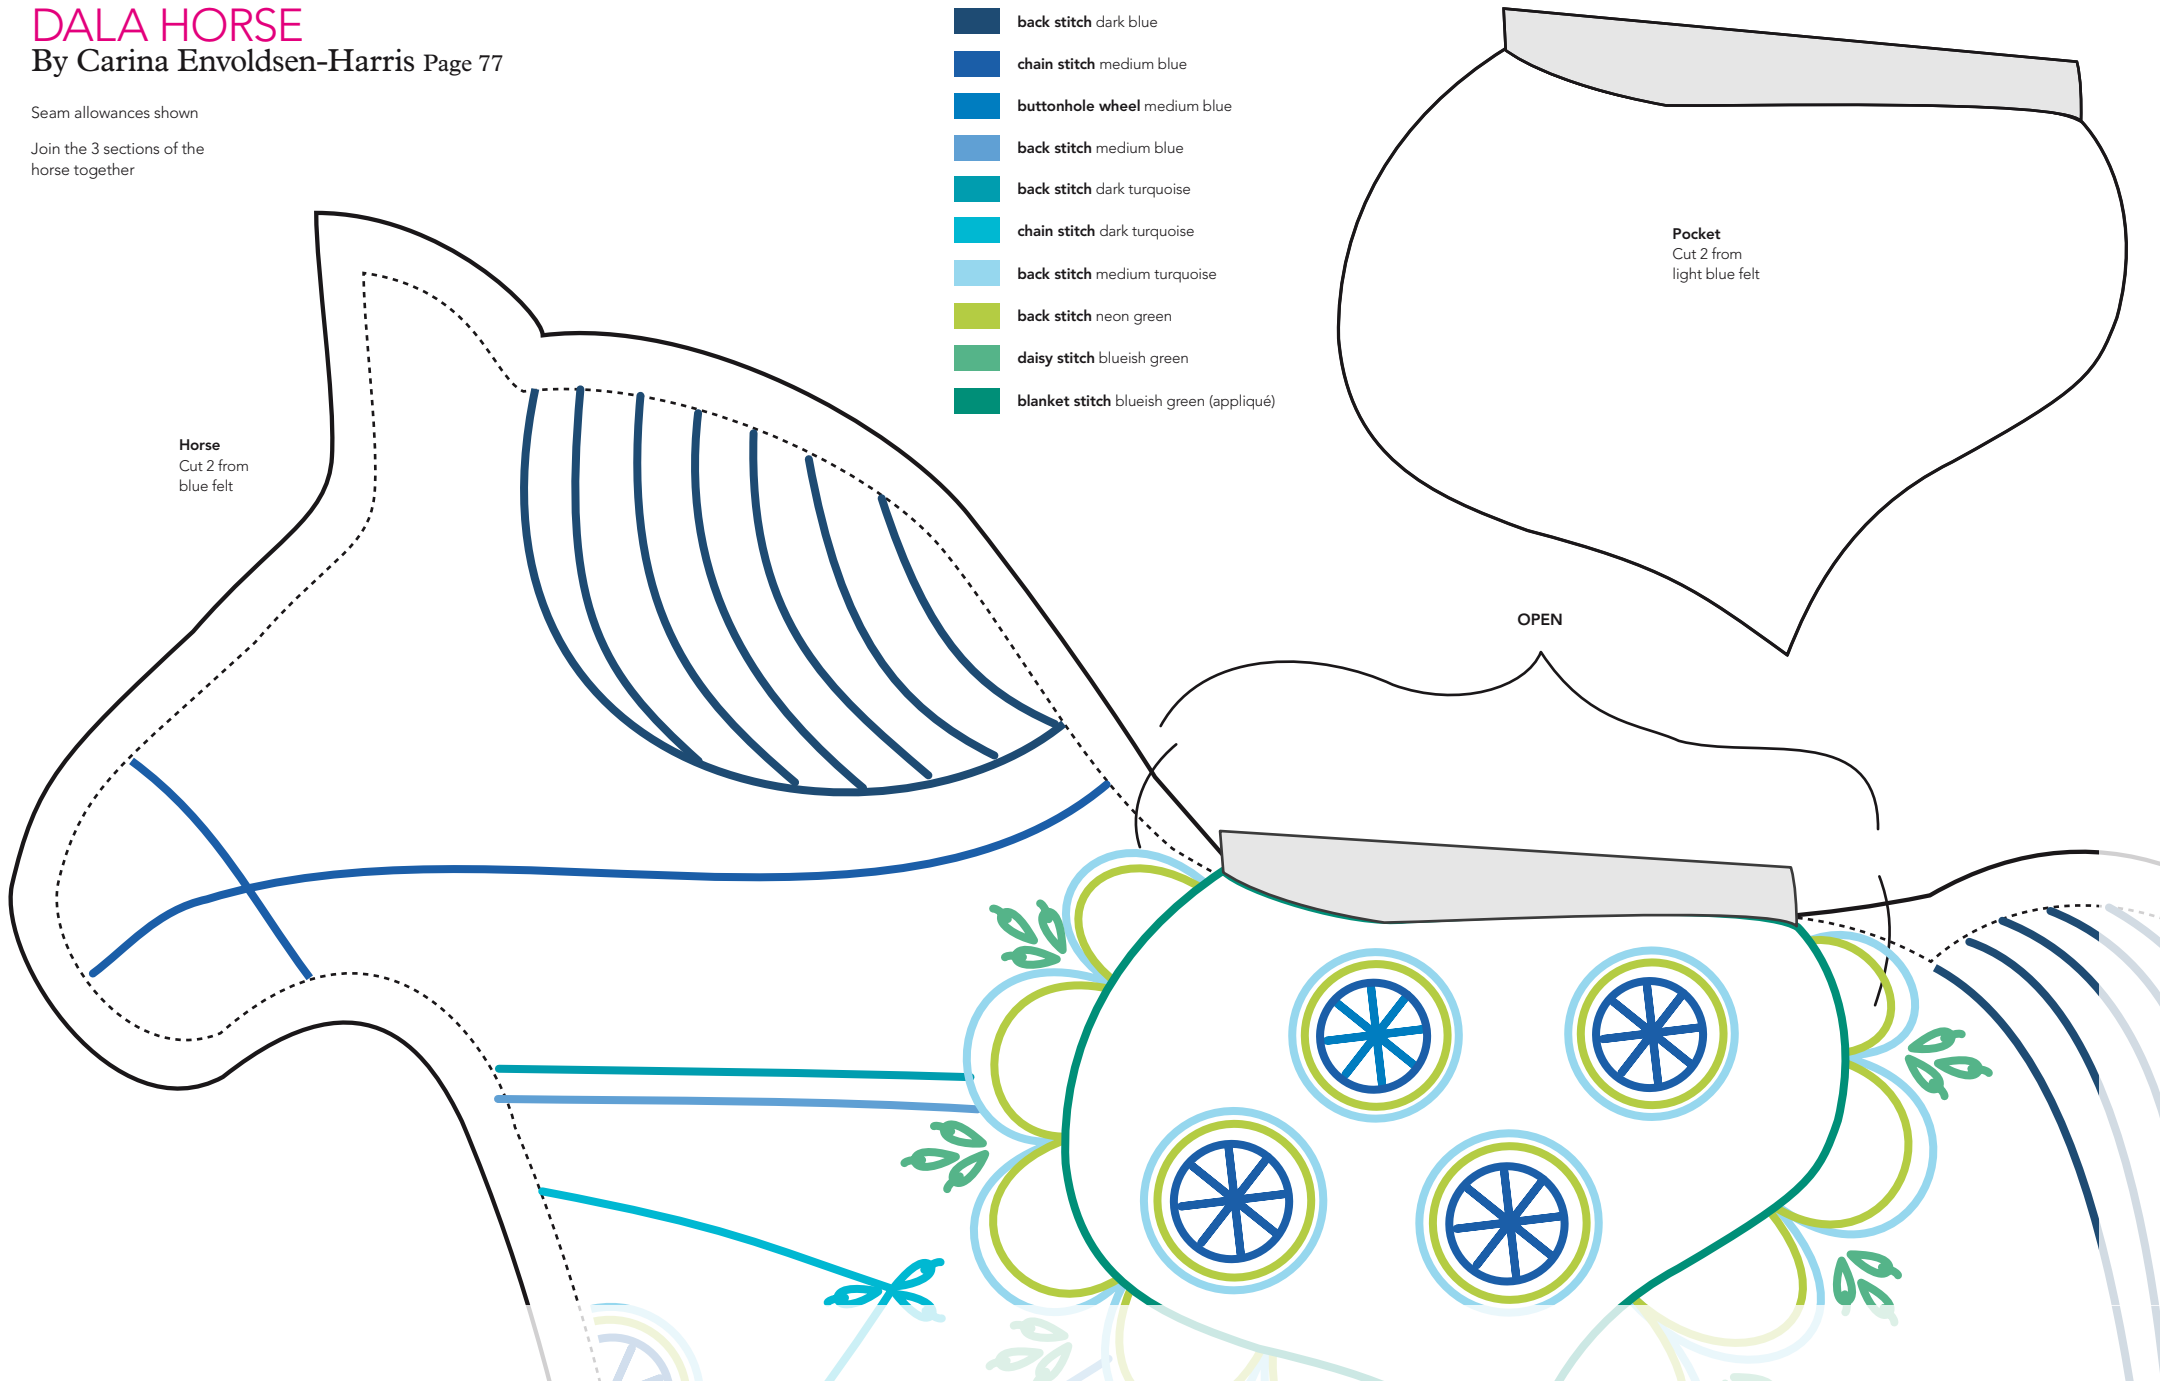 DALA HORSE
By Carina Envoldsen-Harris Page 77
Seam allowances shown
Join the 3 sections of the
horse together
back stitch dark blue
chain stitch medium blue
buttonhole wheel medium blue
back stitch medium blue
back stitch dark turquoise
chain stitch dark turquoise
back stitch medium turquoise
back stitch neon green
daisy stitch blueish green
blanket stitch blueish green (appliqué)
Pocket
Cut 2 from
light blue felt
Horse
Cut 2 from
blue felt
OPEN